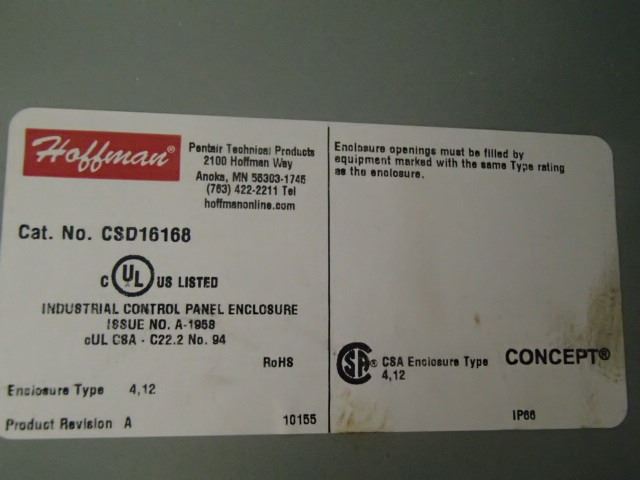 Hoffman®
Pentair Technical Products
2100 Hoffman Way
Anoka, MN 55303-1745
(763) 422-2211 Tel
hoffmanonline.com
Cat. No. CSD16168
C UL US LISTED
INDUSTRIAL CONTROL PANEL ENCLOSURE
ISSUE NO. A-1958
cUL CSA - C22.2 No. 94
RoHS
Enclosure Type 4,12
Product Revision A 10155
Enclosure openings must be filled by
equipment marked with the same Type rating
as the enclosure.
SA® CSA Enclosure Type
4,12
CONCEPT®
IP66